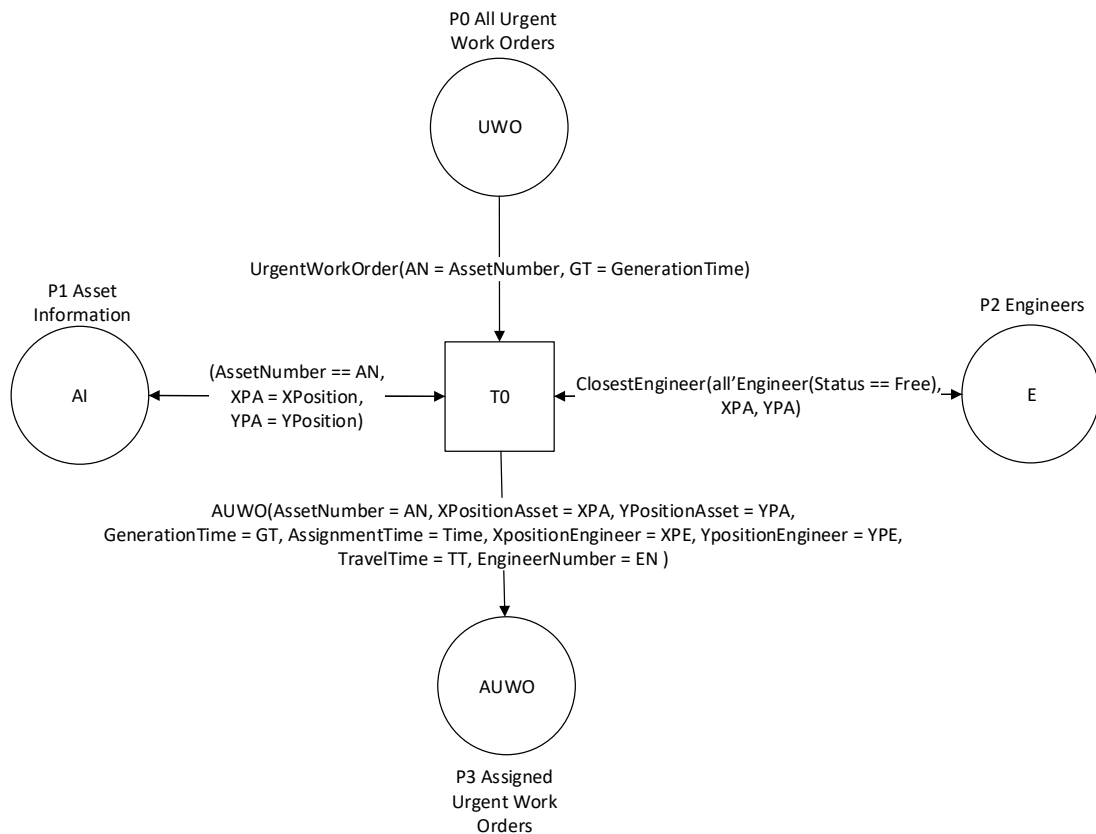 P0 All Urgent
Work Orders
UWO
UrgentWorkOrder(AN = AssetNumber, GT = GenerationTime)
P1 Asset
Information
AI
(AssetNumber == AN,
XPA = XPosition,
YPA = YPosition)
T0
ClosestEngineer(all’Engineer(Status == Free),
XPA, YPA)
P2 Engineers
E
AUWO(AssetNumber = AN, XPositionAsset = XPA, YPositionAsset = YPA,
GenerationTime = GT, AssignmentTime = Time, XpositionEngineer = XPE, YpositionEngineer = YPE,
TravelTime = TT, EngineerNumber = EN )
AUWO
P3 Assigned
Urgent Work
Orders